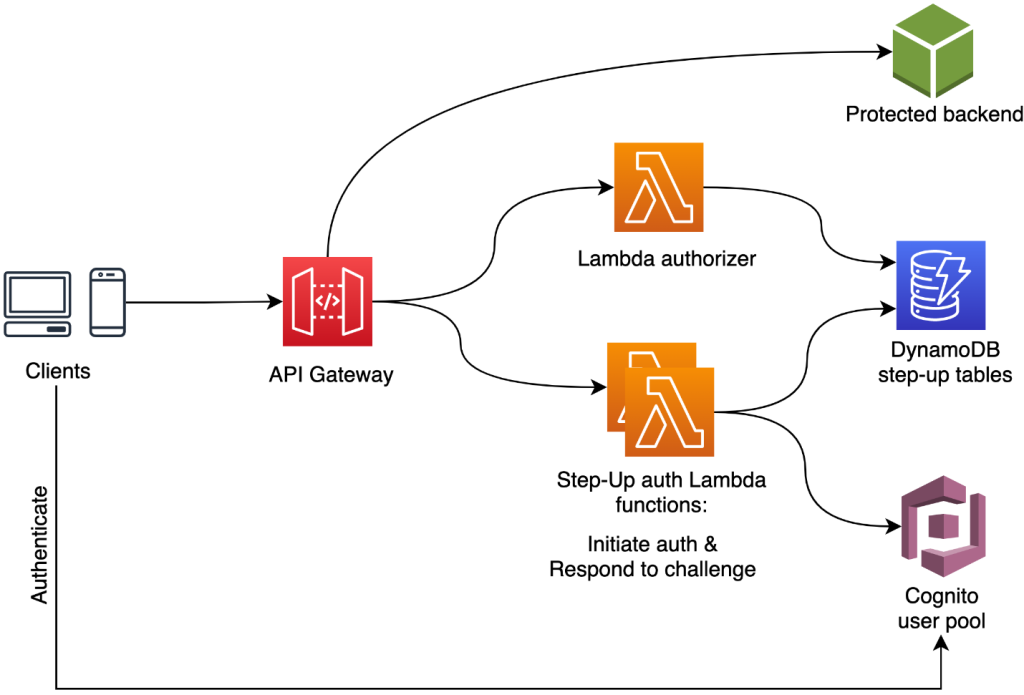 Protected backend
Lambda authorizer
Clients
API Gateway
DynamoDB
step-up tables
Step-Up auth Lambda
functions:
Initiate auth &
Respond to challenge
Authenticate
Cognito
user pool